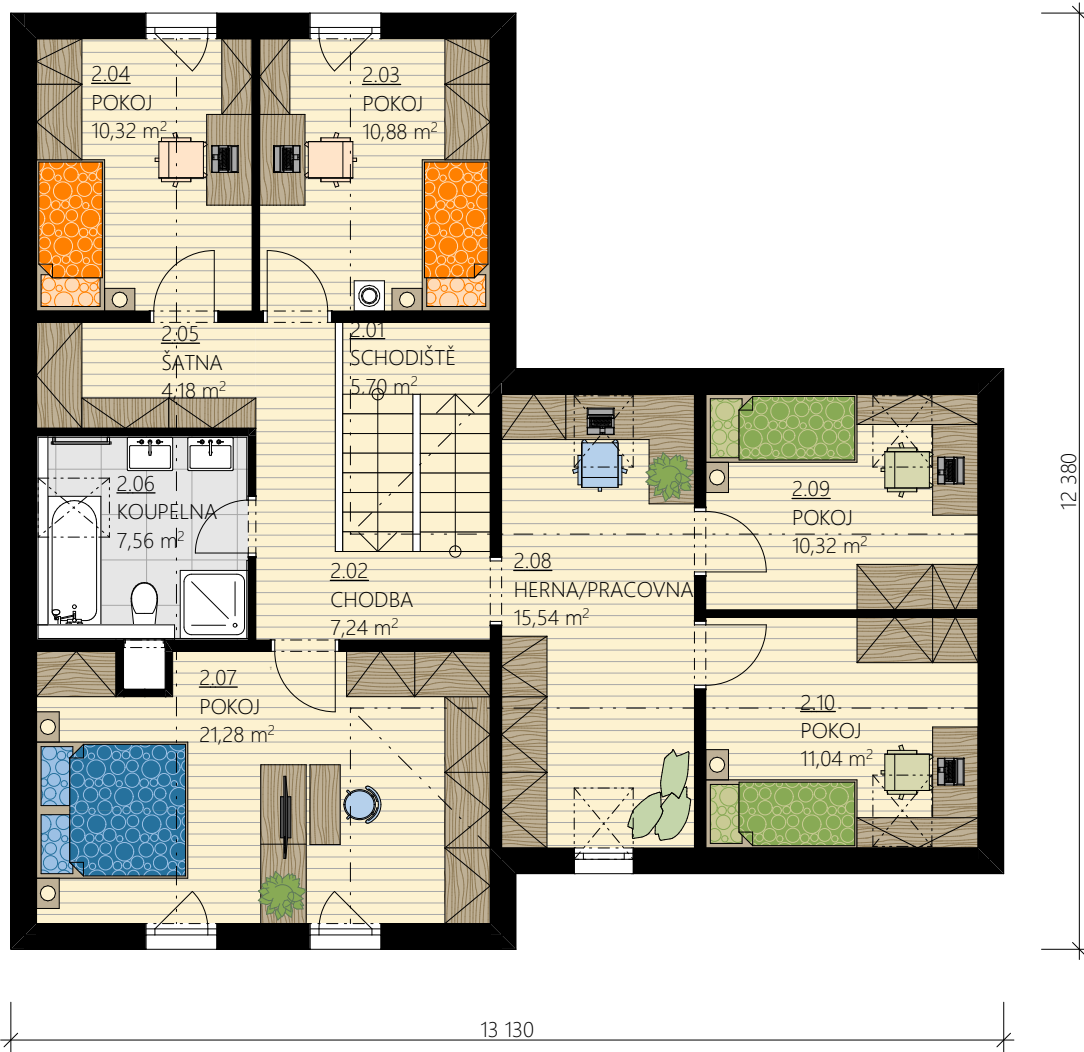 2.04
POKOJ
10,32 m²
2.03
POKOJ
10,88 m²
2.05
ŠATNA
4,18 m²
2.01
SCHODIŠTĚ
5,70 m²
2.06
KOUPELNA
7,56 m²
2.02
CHODBA
7,24 m²
2.08
HERNA/PRACOVNA
15,54 m²
2.09
POKOJ
10,32 m²
2.07
POKOJ
21,28 m²
2.10
POKOJ
11,04 m²
12 380
13 130